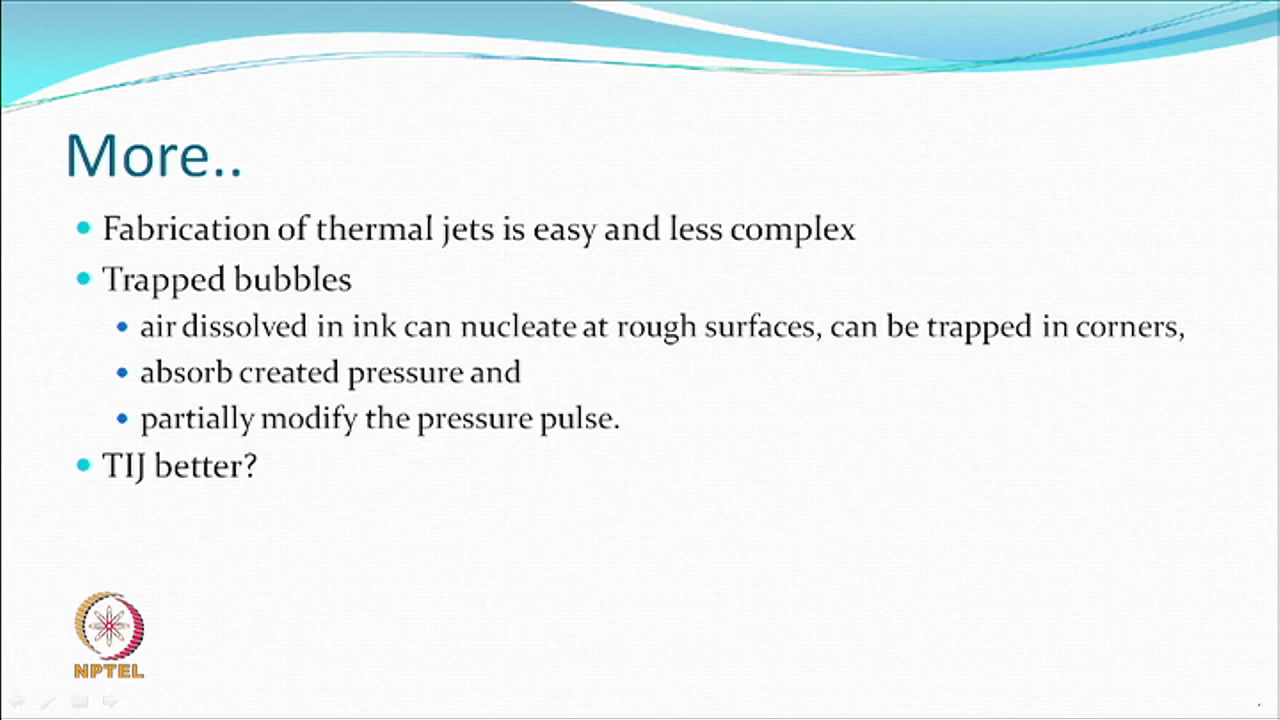 More..
Fabrication of thermal jets is easy and less complex
Trapped bubbles
air dissolved in ink can nucleate at rough surfaces, can be trapped in corners,
absorb created pressure and
partially modify the pressure pulse.
TIJ better?
NPTEL